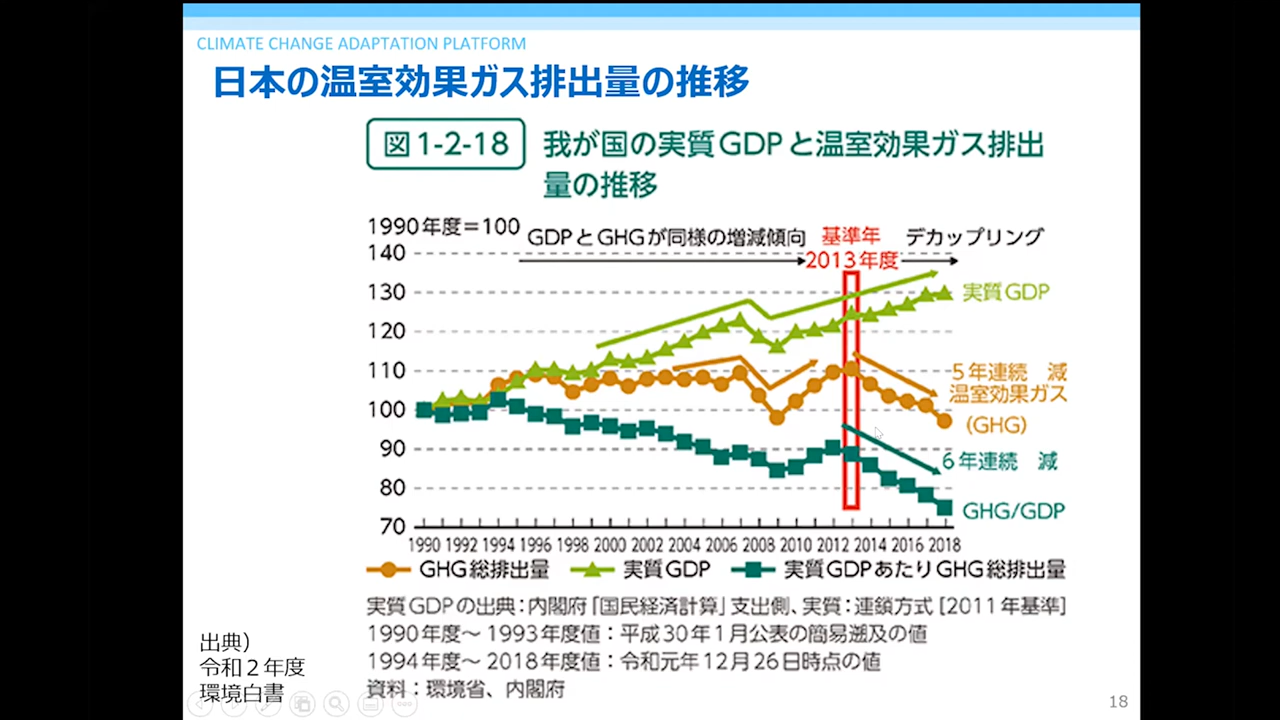 CLIMATE CHANGE ADAPTATION PLATFORM
日本の温室効果ガス排出量の推移
図1-2-18
我が国の実質GDPと温室効果ガス排出
量の推移
1990年度＝100
GDPとGHGが同様の増減傾向
基準年
2013年度
デカップリング
140
130
120
110
100
90
80
70
実質GDP
5年連続 減
温室効果ガス
(GHG)
6年連続 減
GHG/GDP
1990 1992 1994 1996 1998 2000 2002 2004 2006 2008 2010 2012 2014 2016 2018
GHG総排出量 実質GDP 実質GDPあたりGHG総排出量
実質GDPの出典：内閣府「国民経済計算」支出側、実質：連鎖方式［2011年基準］
1990年度～1993年度値：平成30年1月公表の簡易遡及の値
1994年度～2018年度値：令和元年12月26日時点の値
資料：環境省、内閣府
出典）
令和２年度
環境白書
18